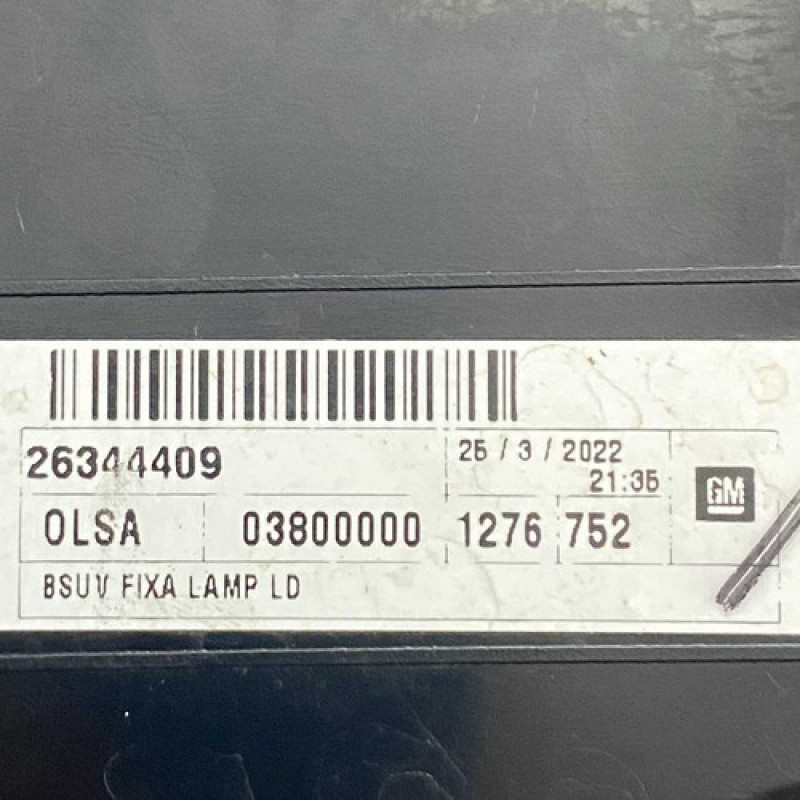 26344409
25 / 3 / 2022
21:35
GM
OLSA 03800000 1276 752
BSUV FIXA LAMP LD